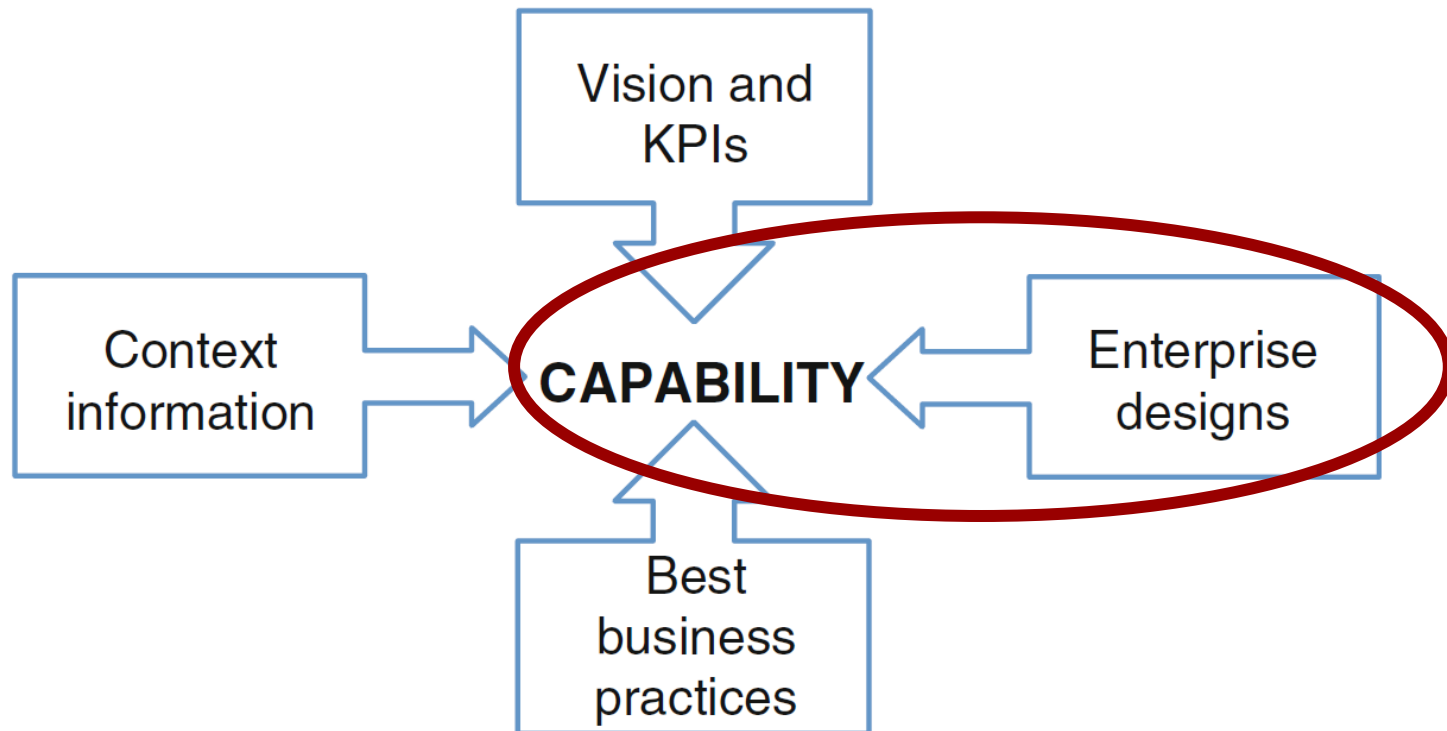 Vision and
KPIs
Context
information
CAPABILITY
Enterprise
designs
Best
business
practices